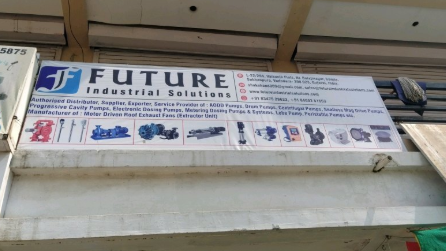 5875
FUTURE
Industrial Solutions
Authorised Distributor, Supplier, Exporter, Service Provider of : AODD Pumps, Drum Pumps, Centrifugal Pumps, Sealless Mag Driven Pumps,
Progressive Cavity Pumps, Electronic Dosing Pumps, Metering Dosing Pumps & Systems, Lobe Pump, Peristaltic Pumps etc.
Manufacturer of : Motor Driven Roof Exhaust Fans (Extractor Unit)